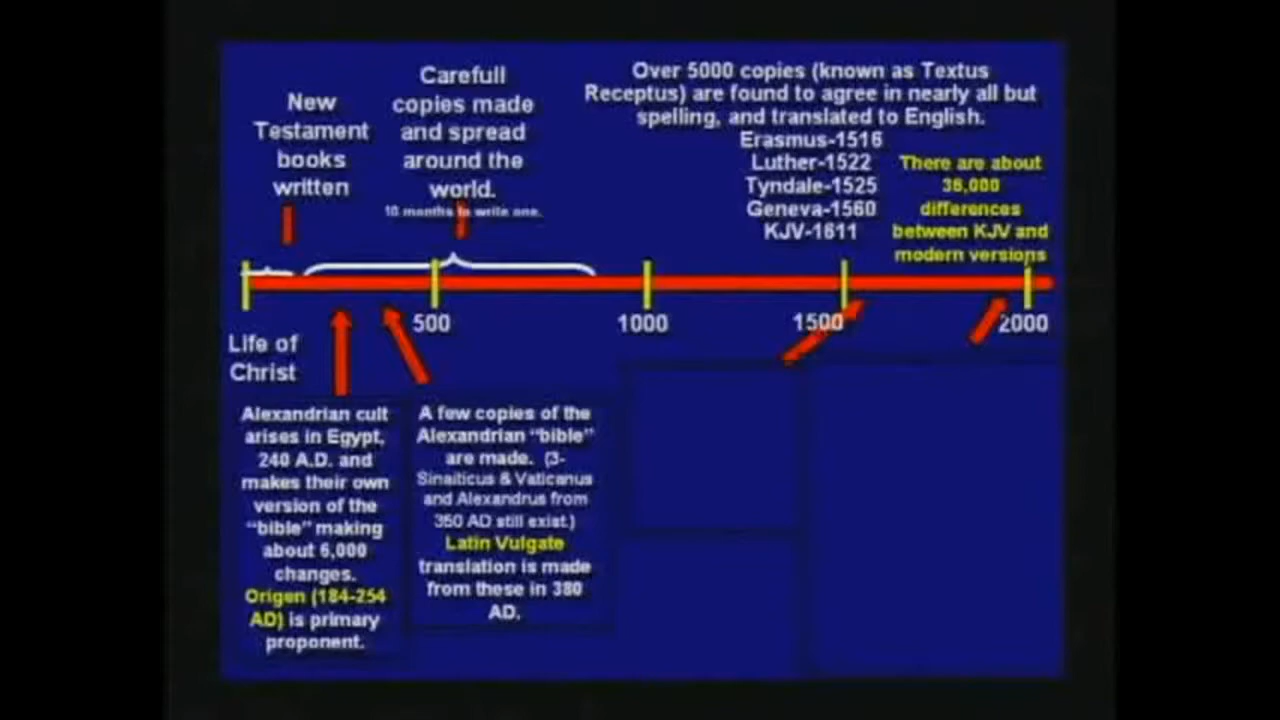 New
Testament
books
written
Carefull
copies made
and spread
around the
world.
10 months to write one.
Over 5000 copies (known as Textus
Receptus) are found to agree in nearly all but
spelling, and translated to English.
Erasmus-1516
Luther-1522
Tyndale-1525
Geneva-1560
KJV-1611
There are about
36,000
differences
between KJV and
modern versions
500
1000
1500
2000
Life of
Christ
Alexandrian cult
arises in Egypt,
240 A.D. and
makes their own
version of the
"bible" making
about 6,000
changes.
Origen (184-254
AD) is primary
proponent.
A few copies of the
Alexandrian "bible"
are made. (3-
Sinaiticus & Vaticanus
and Alexandrus from
350 AD still exist.)
Latin Vulgate
translation is made
from these in 380
AD.